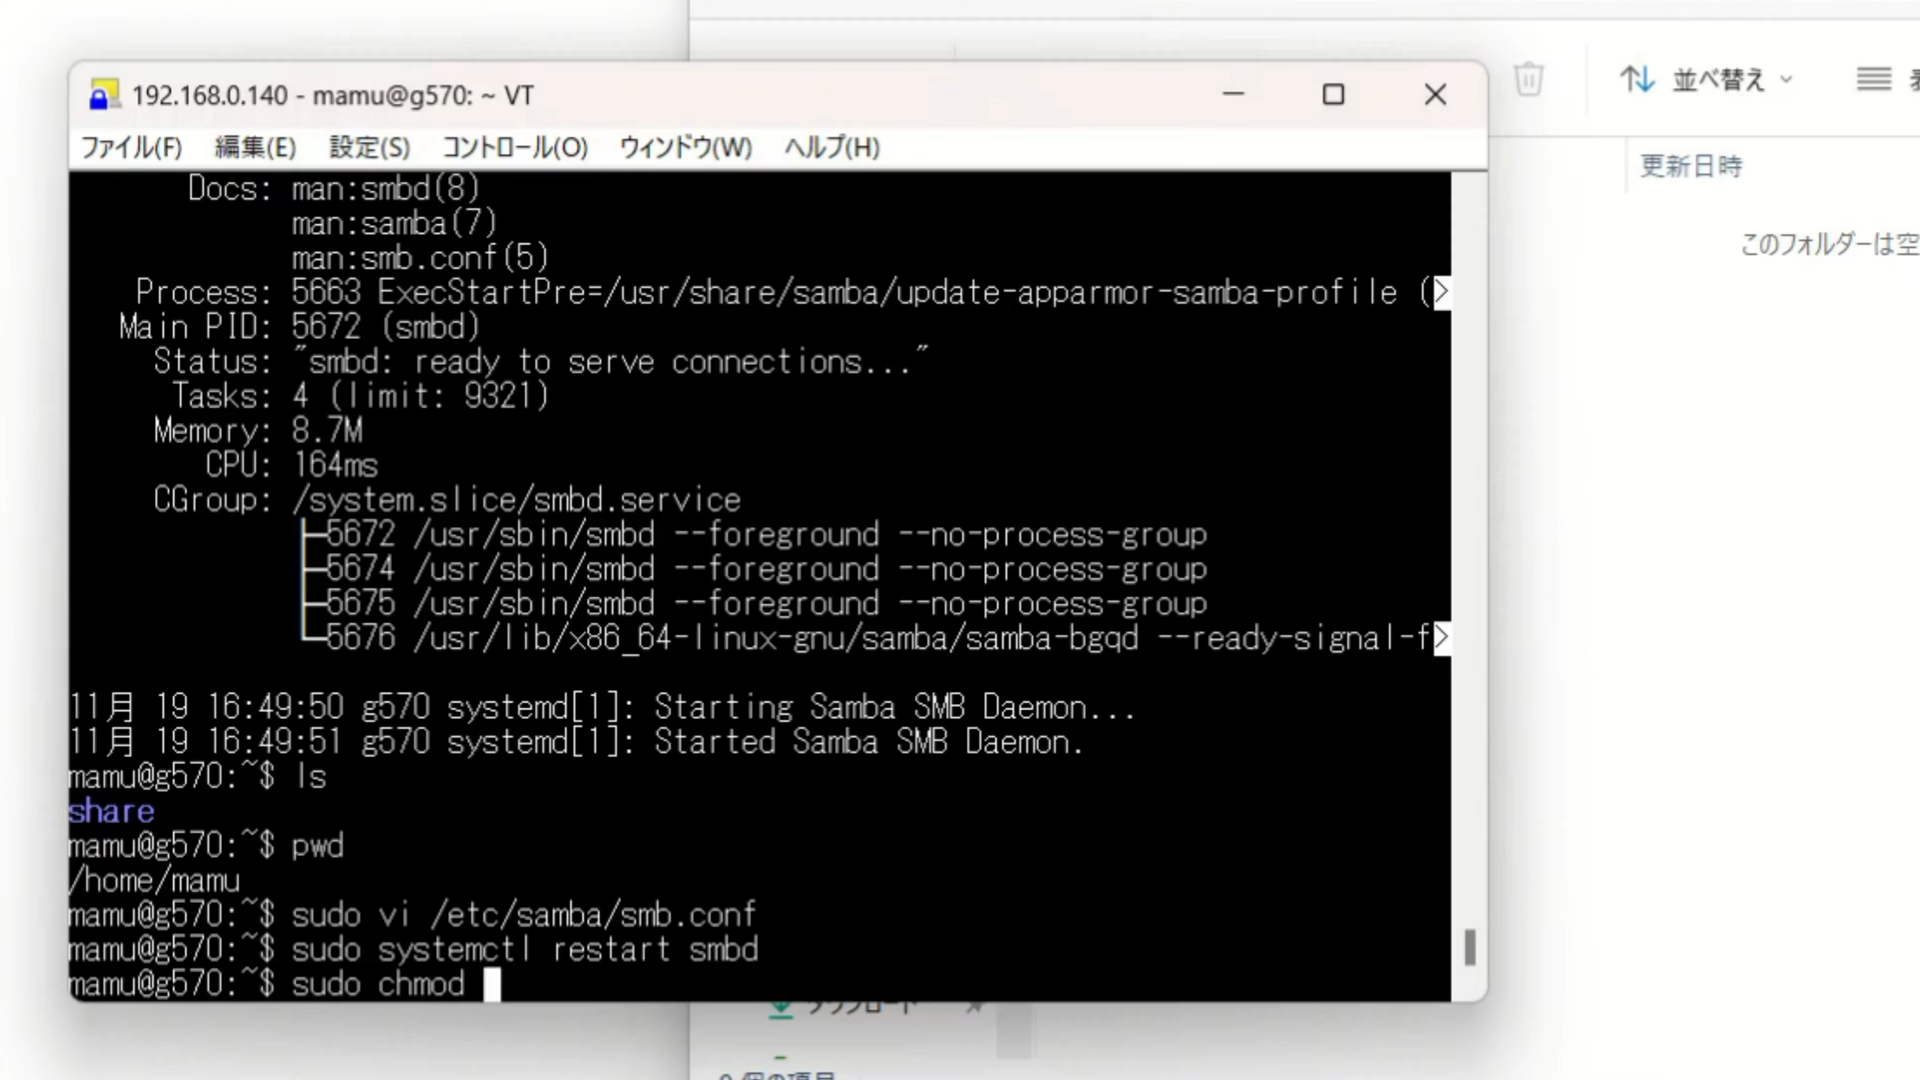 192.168.0.140 - mamu@g570: ~ VT
ファイル(F) 編集(E) 設定(S) コントロール(O) ウィンドウ(W) ヘルプ(H)
Docs: man:smbd(8)
man:samba(7)
man:smb.conf(5)
Process: 5663 ExecStartPre=/usr/share/samba/update-apparmor-samba-profile (>
Main PID: 5672 (smbd)
Status: "smbd: ready to serve connections..."
Tasks: 4 (limit: 9321)
Memory: 8.7M
CPU: 164ms
CGroup: /system.slice/smbd.service
├─5672 /usr/sbin/smbd --foreground --no-process-group
├─5674 /usr/sbin/smbd --foreground --no-process-group
├─5675 /usr/sbin/smbd --foreground --no-process-group
└─5676 /usr/lib/x86_64-linux-gnu/samba/samba-bgqd --ready-signal-f>
11月 19 16:49:50 g570 systemd[1]: Starting Samba SMB Daemon...
11月 19 16:49:51 g570 systemd[1]: Started Samba SMB Daemon.
mamu@g570:~$ ls
share
mamu@g570:~$ pwd
/home/mamu
mamu@g570:~$ sudo vi /etc/samba/smb.conf
mamu@g570:~$ sudo systemctl restart smbd
mamu@g570:~$ sudo chmod
並べ替え
更新日時
このフォルダーは空